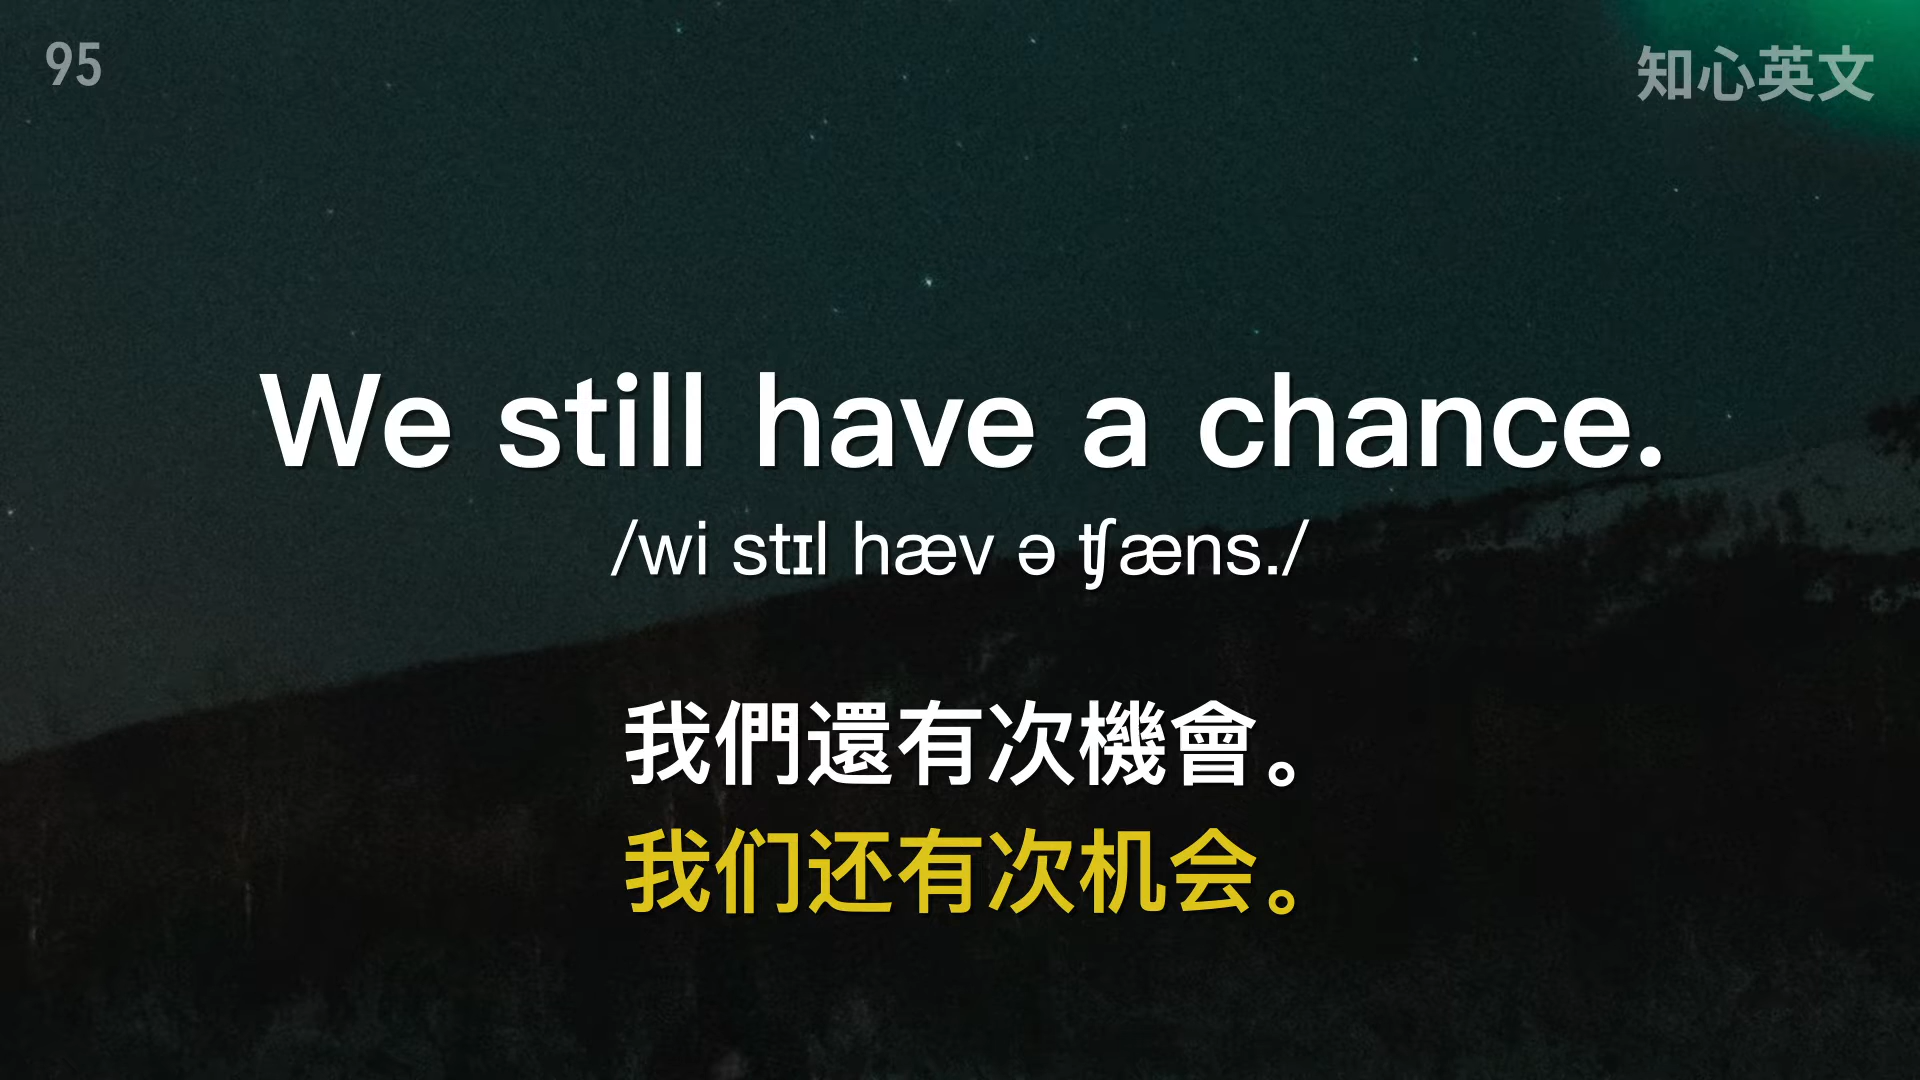 95
知心英文
We still have a chance.
/wi stɪl hæv ə ʧæns./
我們還有次機會。
我们还有次机会。